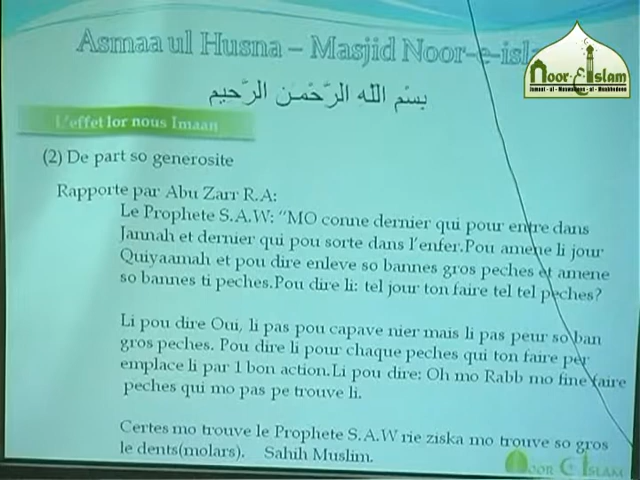 Asmaa ul Husna – Masjid Noor-e-isla
Noor-E-Islam
بسْم الله الرَّحْمـن الرَّحيم
L'effet lor nous Imaan
(2) De part so generosite
Rapporte par Abu Zarr R.A:
Le Prophete S.A.W: “MO conne dernier qui pour entre dans
Jannah et dernier qui pou sorte dans l'enfer.Pou amene li jour
Quiyaamah et pou dire enleve so bannes gros peches et amene
so bannes ti peches.Pou dire li: tel jour ton faire tel tel peches?
Li pou dire Oui, li pas pou capave nier mais li pas peur so ban
gros peches. Pou dire li pour chaque peches qui ton faire per
emplace li par 1 bon action.Li pou dire: Oh mo Rabb mo fine faire
peches qui mo pas pe trouve li.
Certes mo trouve le Prophete S.A.W rie ziska mo trouve so gros
le dents(molars). Sahih Muslim.
Noor E Islam